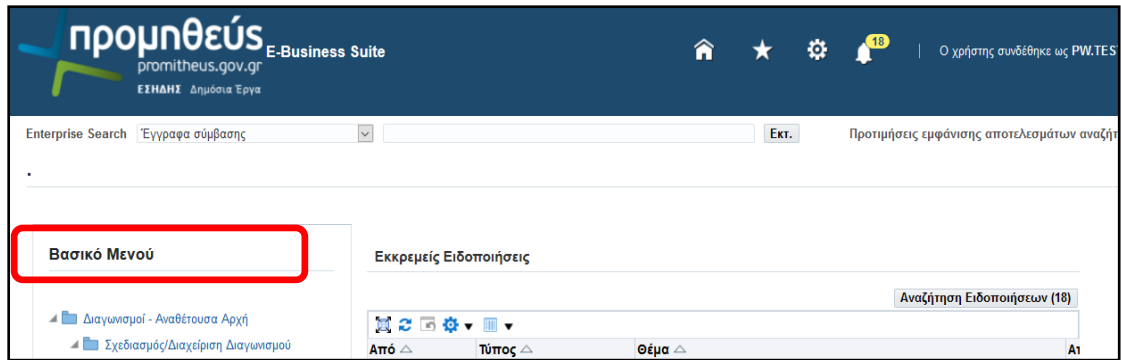 προμηθεύς
promitheus.gov.gr
ΕΣΗΔΗΣ Δημόσια Έργα
E-Business Suite
18
Ο χρήστης συνδέθηκε ως PW.TES
Enterprise Search Έγγραφα σύμβασης Εκτ. Προτιμήσεις εμφάνισης αποτελεσμάτων αναζήτ
.
Βασικό Μενού
Διαγωνισμοί - Αναθέτουσα Αρχή
Σχεδιασμός/Διαχείριση Διαγωνισμού
Εκκρεμείς Ειδοποιήσεις
Αναζήτηση Ειδοποιήσεων (18)
Από Τύπος Θέμα Απ